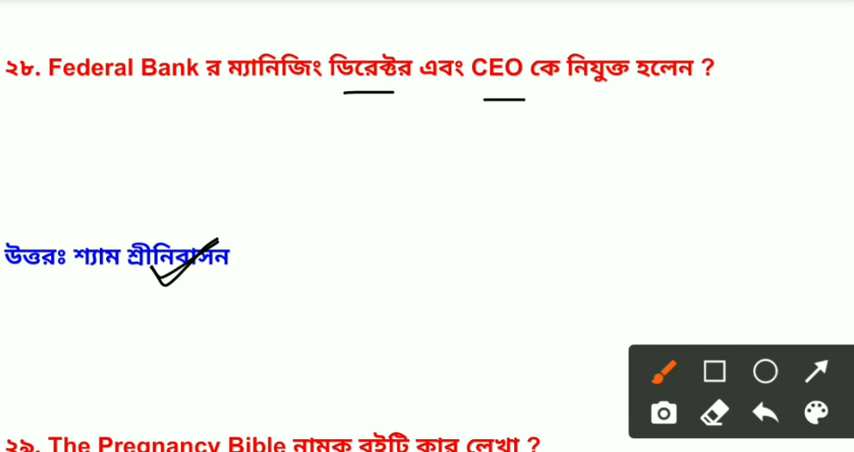 ২৮. Federal Bank র ম্যানিজিং ডিরেক্টর এবং CEO কে নিযুক্ত হলেন ?
উত্তরঃ শ্যাম শ্রীনিবাসন
২৯. The Pregnancy Bible নামক বইটি কার লেখা ?